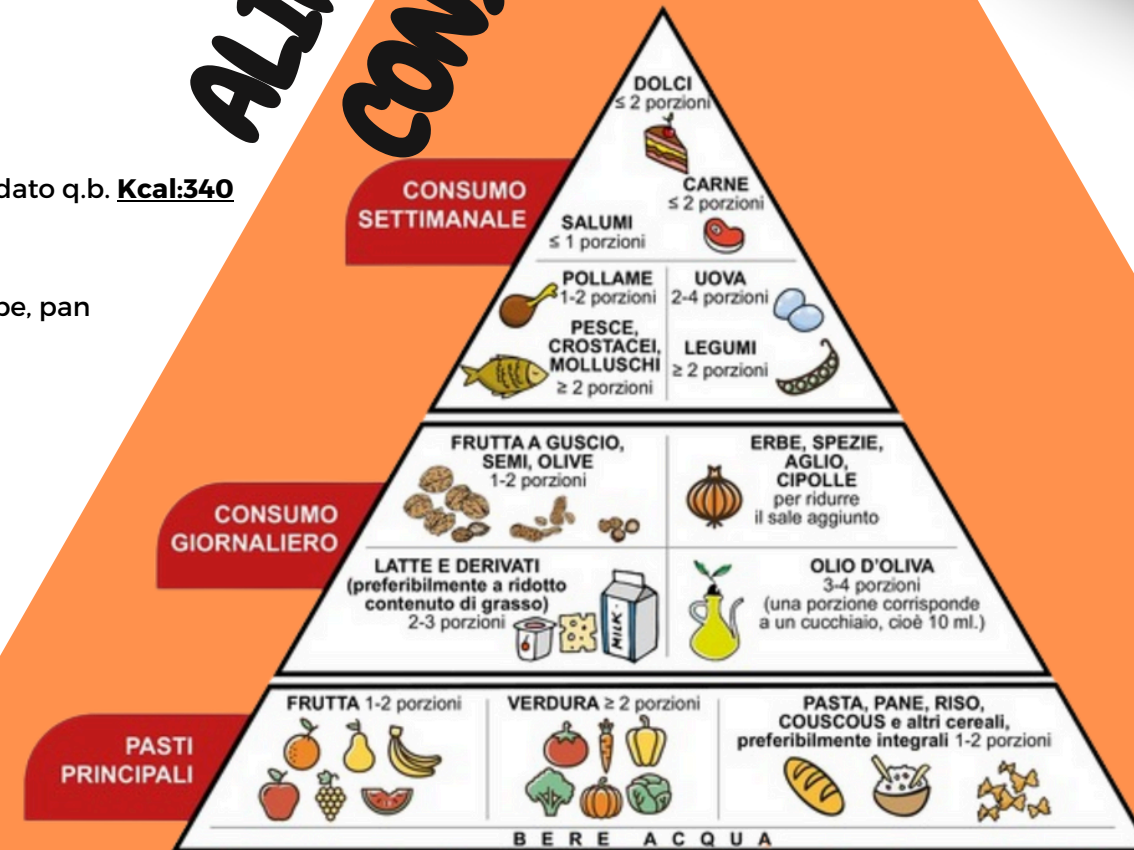 ALI
CON
dato q.b. Kcal:340
pe, pan
CONSUMO
SETTIMANALE
DOLCI
≤ 2 porzioni
CARNE
≤ 2 porzioni
SALUMI
≤ 1 porzioni
POLLAME
1-2 porzioni
UOVA
2-4 porzioni
PESCE,
CROSTACEI,
MOLLUSCHI
≥ 2 porzioni
LEGUMI
≥ 2 porzioni
CONSUMO
GIORNALIERO
FRUTTA A GUSCIO,
SEMI, OLIVE
1-2 porzioni
ERBE, SPEZIE,
AGLIO,
CIPOLLE
per ridurre
il sale aggiunto
LATTE E DERIVATI
(preferibilmente a ridotto
contenuto di grasso)
2-3 porzioni
MILK
OLIO D'OLIVA
3-4 porzioni
(una porzione corrisponde
a un cucchiaio, cioè 10 ml.)
PASTI
PRINCIPALI
FRUTTA 1-2 porzioni
VERDURA ≥ 2 porzioni
PASTA, PANE, RISO,
COUSCOUS e altri cereali,
preferibilmente integrali 1-2 porzioni
BERE ACQUA